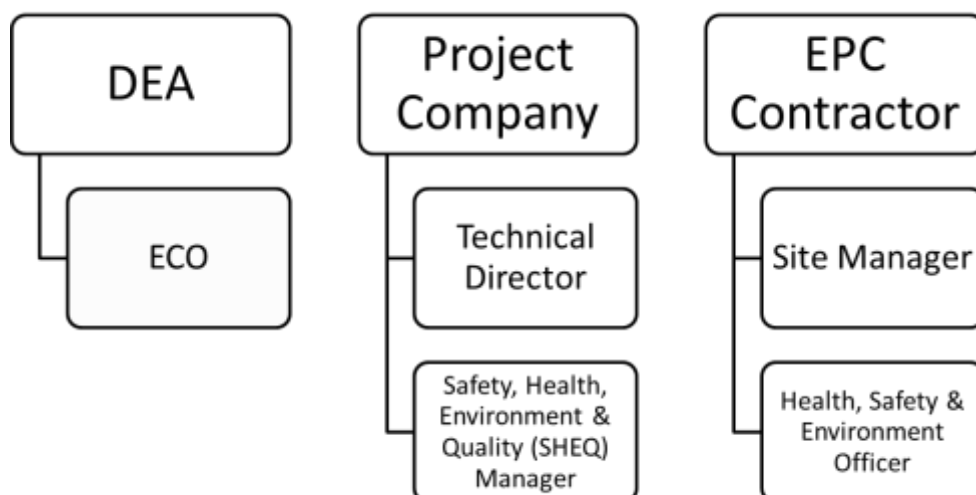 DEA
ECO
Project
Company
Technical
Director
Safety, Health,
Environment &
Quality (SHEQ)
Manager
EPC
Contractor
Site Manager
Health, Safety &
Environment
Officer